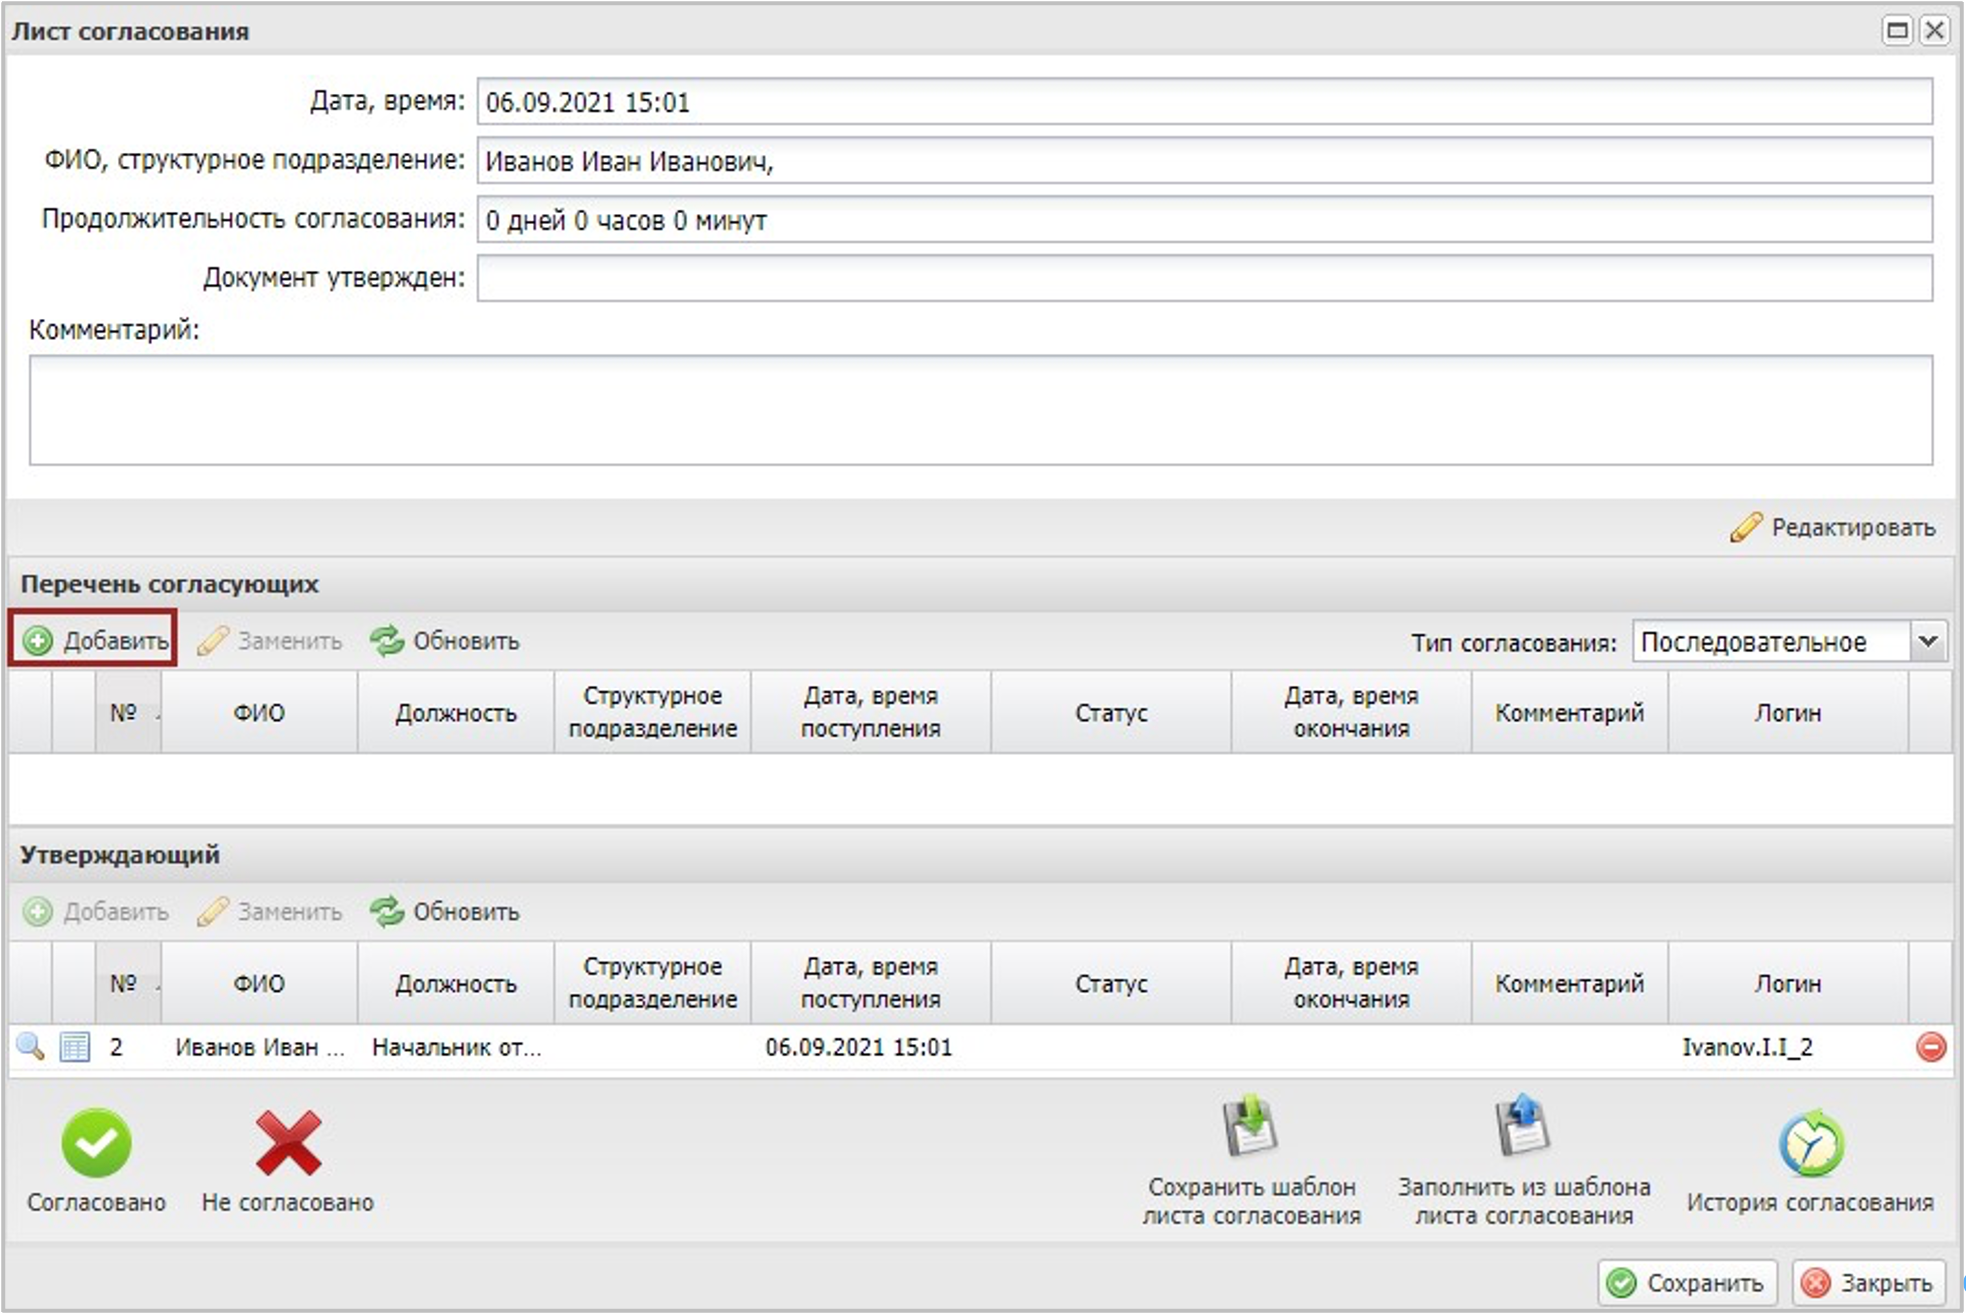 Лист согласования
Дата, время: 06.09.2021 15:01
ФИО, структурное подразделение: Иванов Иван Иванович,
Продолжительность согласования: 0 дней 0 часов 0 минут
Документ утвержден:
Комментарий:
Редактировать
Перечень согласующих
Добавить Заменить Обновить Тип согласования: Последовательное
№ ФИО Должность Структурное подразделение Дата, время поступления Статус Дата, время окончания Комментарий Логин
Утверждающий
Добавить Заменить Обновить
№ ФИО Должность Структурное подразделение Дата, время поступления Статус Дата, время окончания Комментарий Логин
2 Иванов Иван ... Начальник от... 06.09.2021 15:01 Ivanov.I.I_2
Согласовано Не согласовано Сохранить шаблон листа согласования Заполнить из шаблона листа согласования История согласования
Сохранить Закрыть